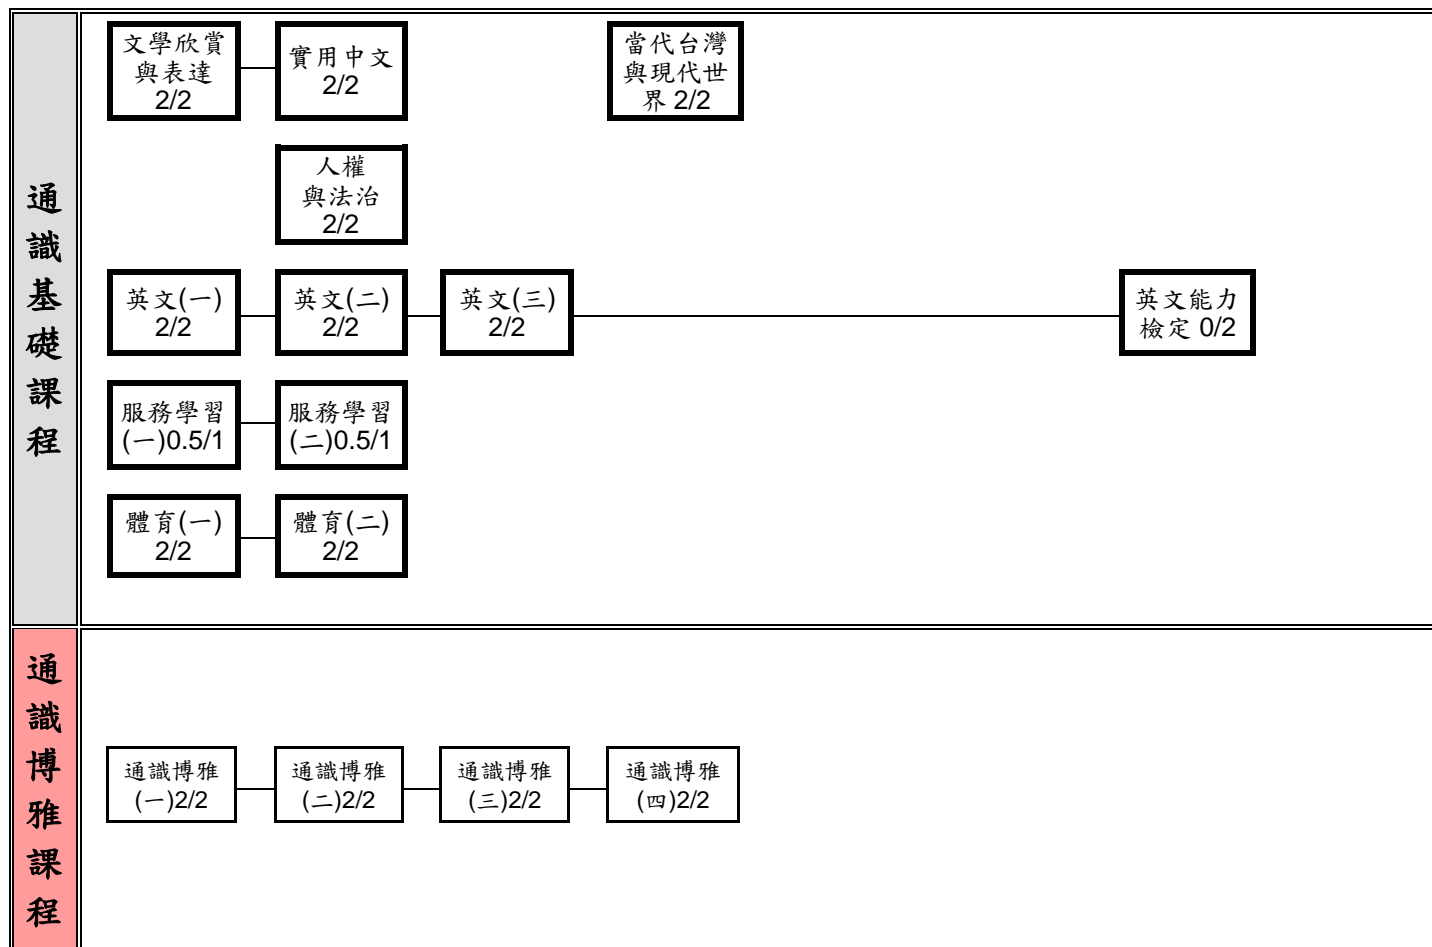 通識基礎課程
文學欣賞
與表達
2/2
實用中文
2/2
當代台灣
與現代世
界 2/2
人權
與法治
2/2
英文(一)
2/2
英文(二)
2/2
英文(三)
2/2
英文能力
檢定 0/2
服務學習
(一)0.5/1
服務學習
(二)0.5/1
體育(一)
2/2
體育(二)
2/2
通識博雅課程
通識博雅
(一)2/2
通識博雅
(二)2/2
通識博雅
(三)2/2
通識博雅
(四)2/2